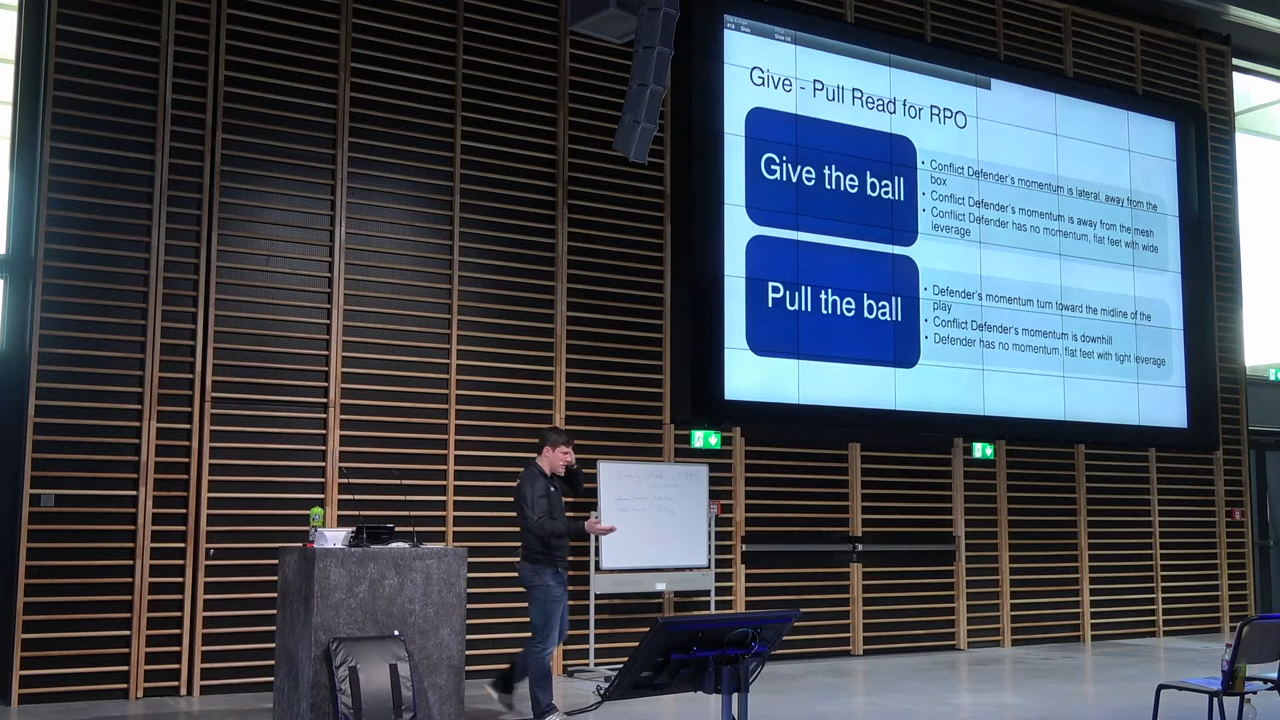 Slide
Slide
Give - Pull Read for RPO
Give the ball
• Conflict Defender's momentum is lateral, away from the
box
• Conflict Defender's momentum is away from the mesh
• Conflict Defender has no momentum, flat feet with wide
leverage
Pull the ball
• Defender's momentum turn toward the midline of the
play
• Conflict Defender's momentum is downhill
• Defender has no momentum, flat feet with tight leverage